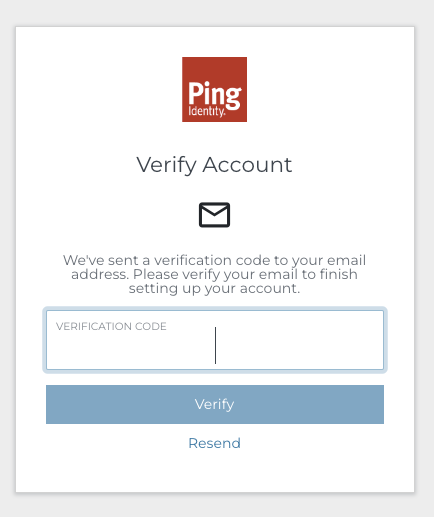 Ping
Identity.
Verify Account
We've sent a verification code to your email
address. Please verify your email to finish
setting up your account.
VERIFICATION CODE
Verify
Resend